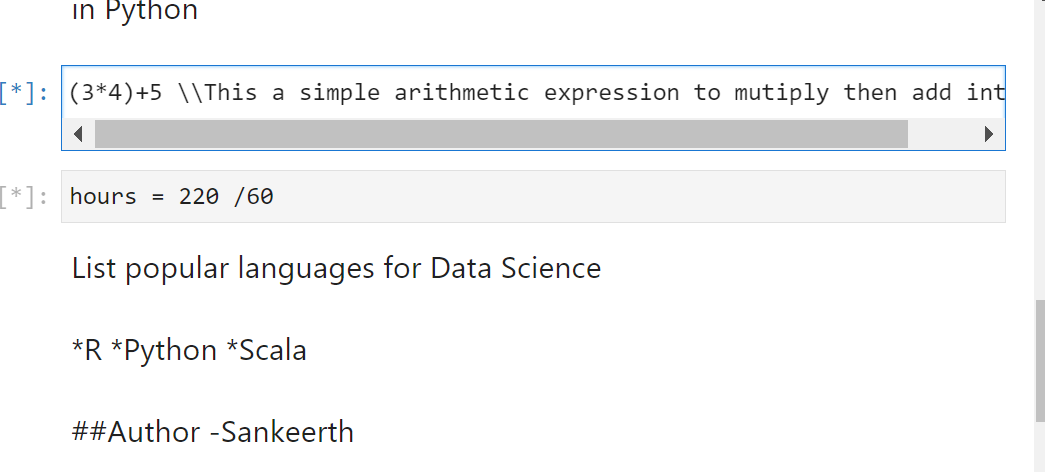 in Python
[*]: (3*4)+5 \\This a simple arithmetic expression to mutiply then add int
[*]: hours = 220 /60
List popular languages for Data Science
*R *Python *Scala
##Author -Sankeerth